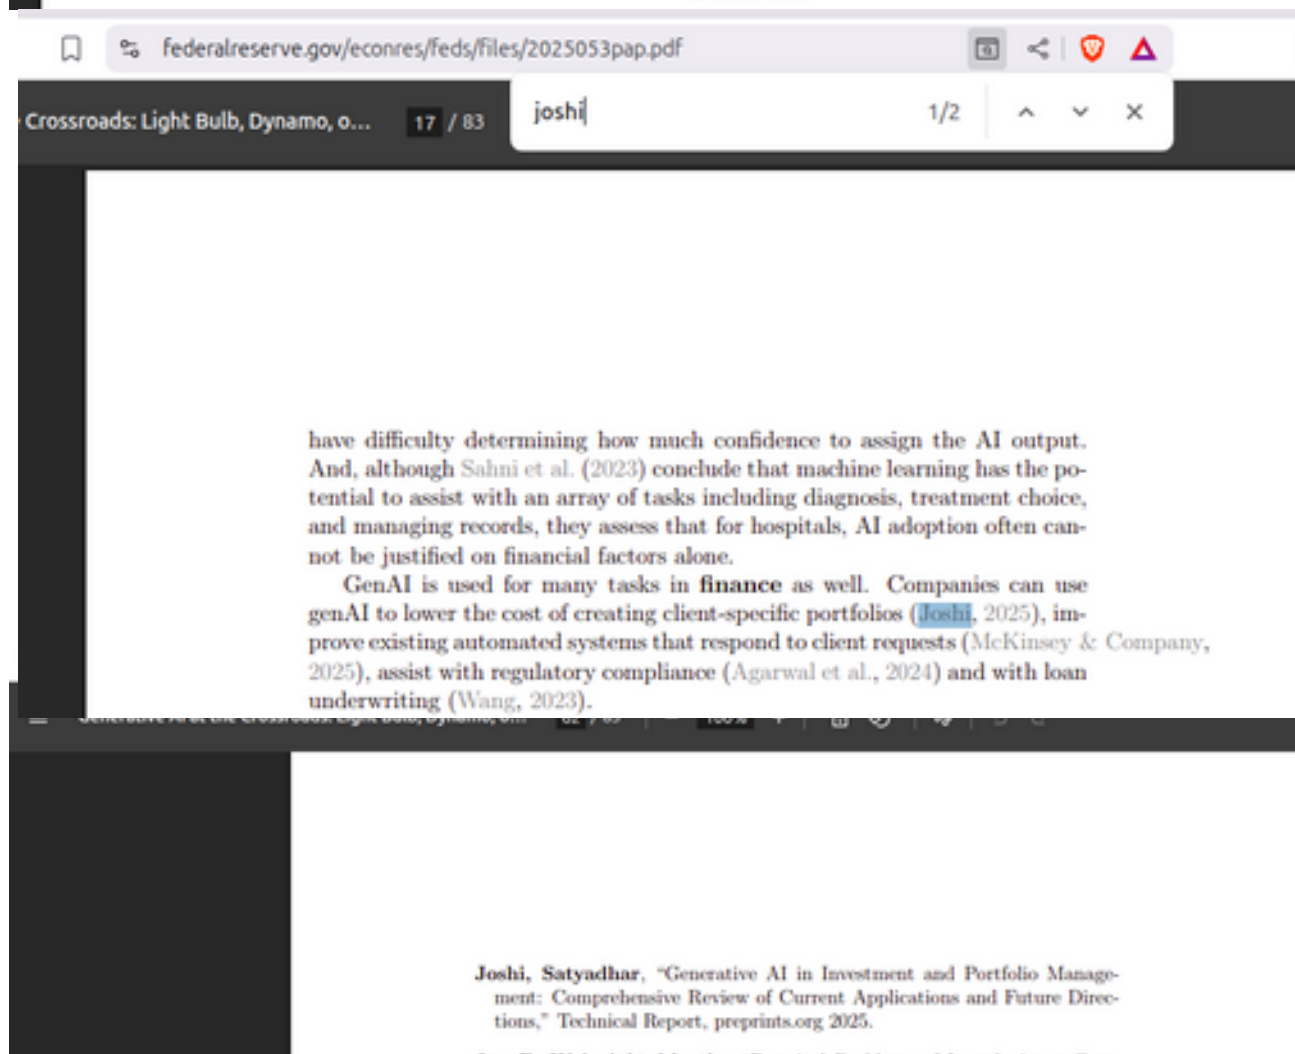 federalreserve.gov/econres/feds/files/2025053pap.pdf
joshi 1/2
Crossroads: Light Bulb, Dynamo, o... 17 / 83
have difficulty determining how much confidence to assign the AI output.
And, although Sahni et al. (2023) conclude that machine learning has the po-
tential to assist with an array of tasks including diagnosis, treatment choice,
and managing records, they assess that for hospitals, AI adoption often can-
not be justified on financial factors alone.
GenAI is used for many tasks in finance as well. Companies can use
genAI to lower the cost of creating client-specific portfolios (Joshi, 2025), im-
prove existing automated systems that respond to client requests (McKinsey & Company,
2025), assist with regulatory compliance (Agarwal et al., 2024) and with loan
underwriting (Wang, 2023).
Joshi, Satyadhar, “Generative AI in Investment and Portfolio Manage-
ment: Comprehensive Review of Current Applications and Future Direc-
tions,” Technical Report, preprints.org 2025.